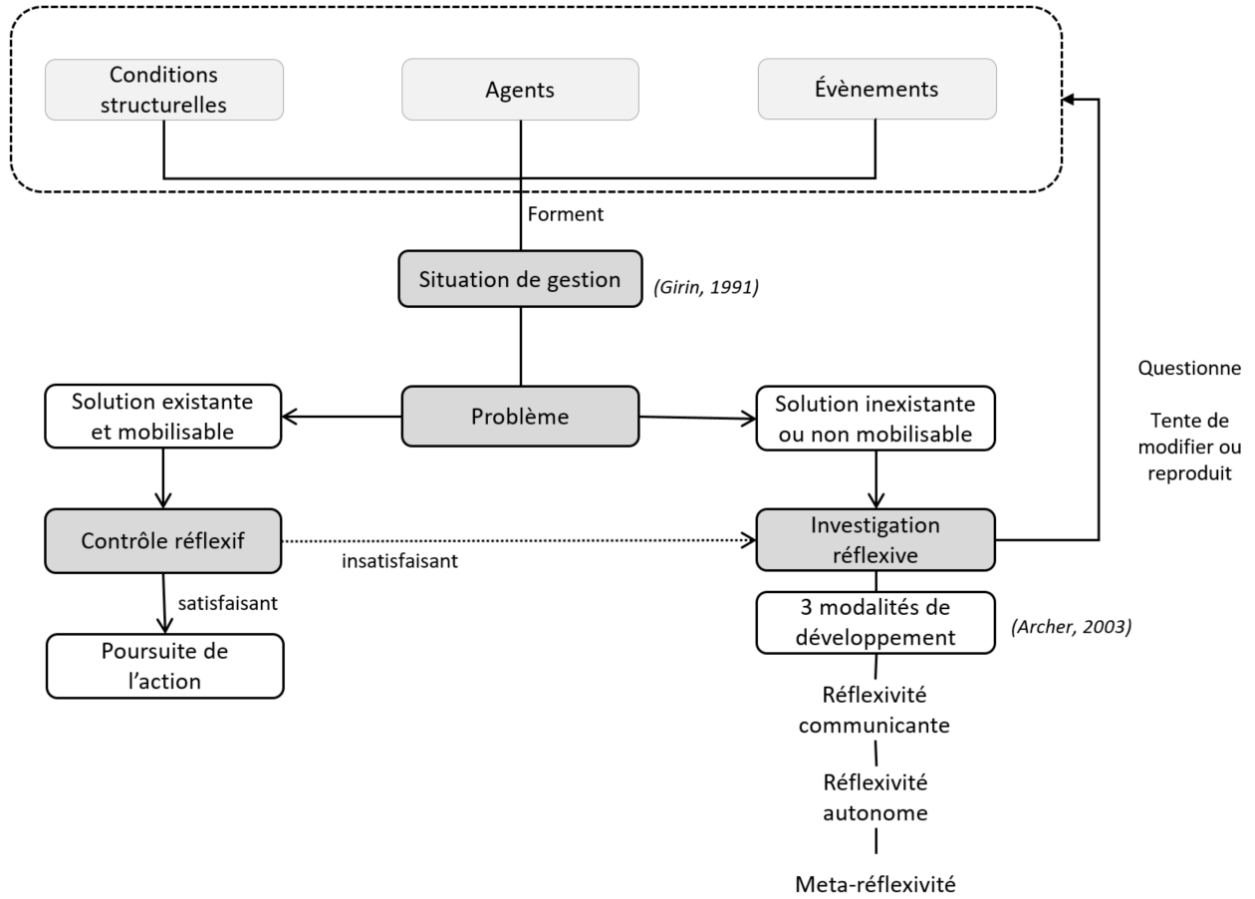 Conditions
structurelles
Agents
Évènements
Forment
Situation de gestion
(Girin, 1991)
Solution existante
et mobilisable
Problème
Solution inexistante
ou non mobilisable
Questionne
Tente de
modifier ou
reproduit
Contrôle réflexif
insatisfaisant
Investigation
réflexive
satisfaisant
3 modalités de
développement
(Archer, 2003)
Poursuite de
l’action
Réflexivité
communicante
Réflexivité
autonome
Meta-réflexivité